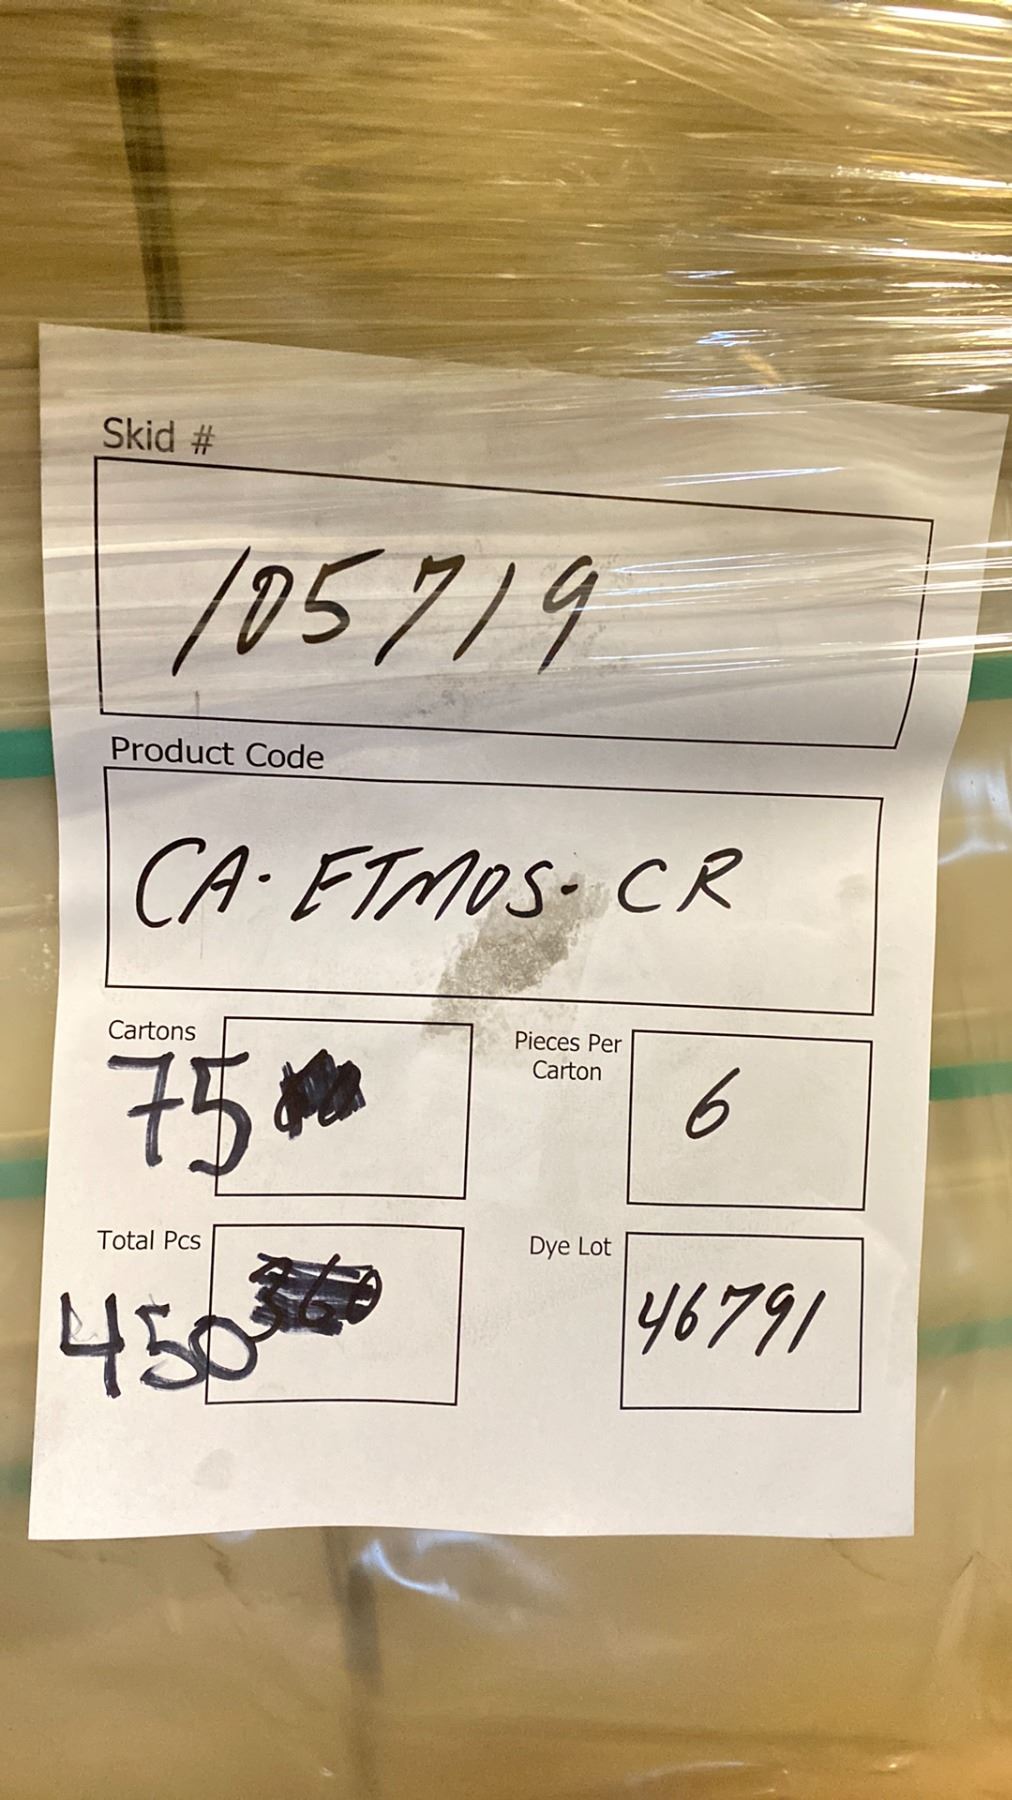 Skid #
105719
Product Code
CA-ETMOS-CR
Cartons
75
Pieces Per
Carton
6
Total Pcs
450 360
Dye Lot
46791